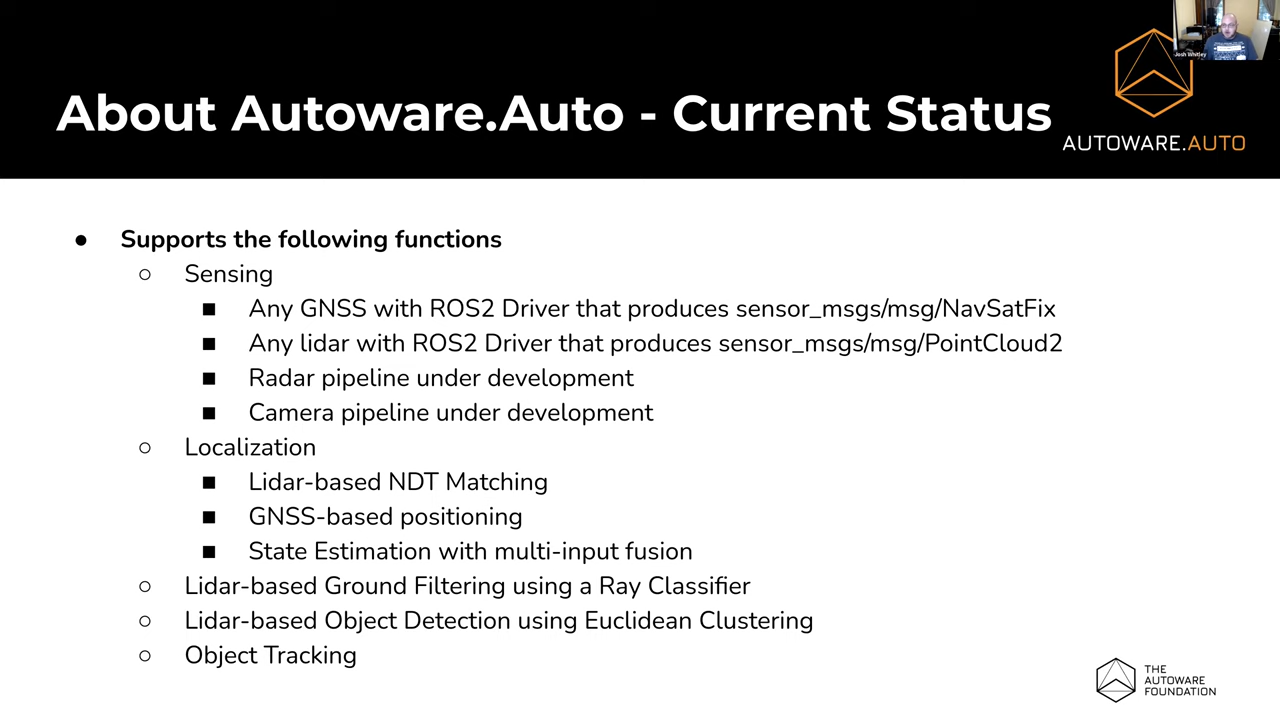 Josh Whitley
About Autoware.Auto - Current Status
AUTOWARE.AUTO
● Supports the following functions
○ Sensing
■ Any GNSS with ROS2 Driver that produces sensor_msgs/msg/NavSatFix
■ Any lidar with ROS2 Driver that produces sensor_msgs/msg/PointCloud2
■ Radar pipeline under development
■ Camera pipeline under development
○ Localization
■ Lidar-based NDT Matching
■ GNSS-based positioning
■ State Estimation with multi-input fusion
○ Lidar-based Ground Filtering using a Ray Classifier
○ Lidar-based Object Detection using Euclidean Clustering
○ Object Tracking
THE
AUTOWARE
FOUNDATION